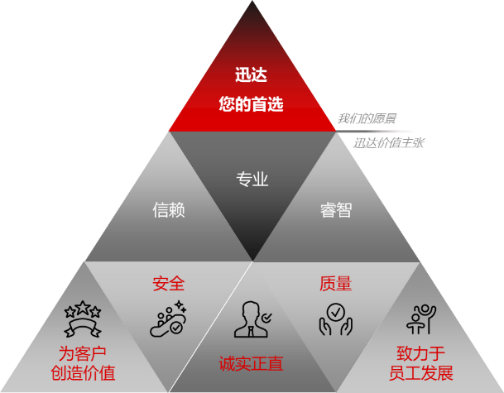 迅达
您的首选
我们的愿景
迅达价值主张
专业
信赖
睿智
安全
质量
为客户
创造价值
诚实正直
致力于
员工发展